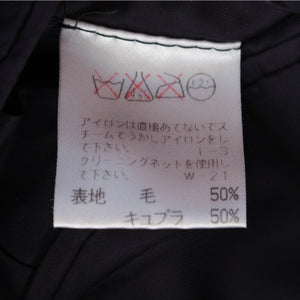 アイロンは直接あてないでス
チームでうかしアイロンをし
て下さい。 I-3
クリーニングネットを使用し
て下さい。 W-21
表地 毛 50%
キュプラ 50%